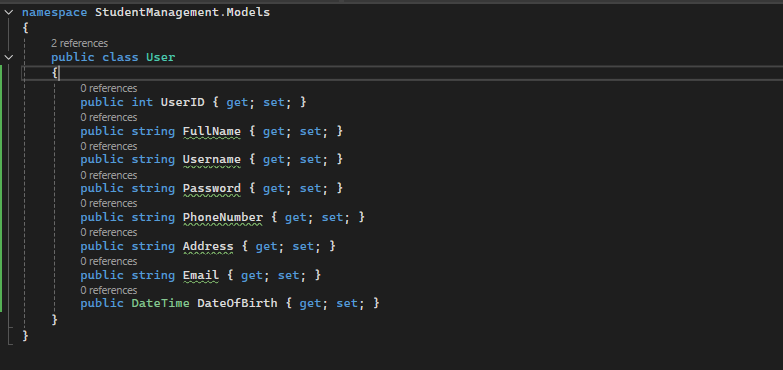 namespace StudentManagement.Models
{
2 references
public class User
{
0 references
public int UserID { get; set; }
0 references
public string FullName { get; set; }
0 references
public string Username { get; set; }
0 references
public string Password { get; set; }
0 references
public string PhoneNumber { get; set; }
0 references
public string Address { get; set; }
0 references
public string Email { get; set; }
0 references
public DateTime DateOfBirth { get; set; }
}
}